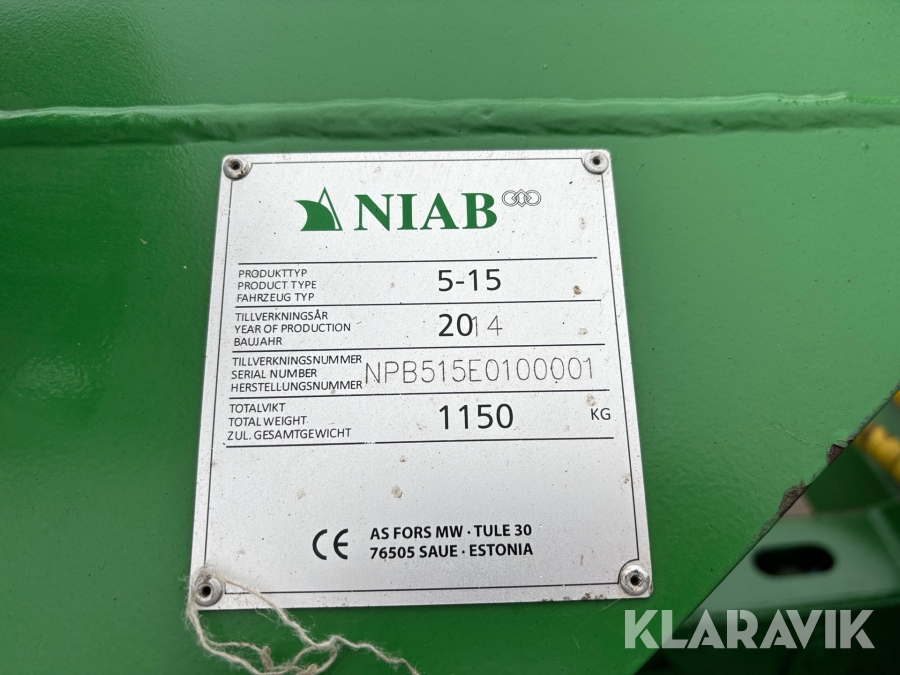 NIAB
PRODUKTTYP
PRODUCT TYPE
FAHRZEUG TYP
5-15
TILLVERKNINGSÅR
YEAR OF PRODUCTION
BAUJAHR
2014
TILLVERKNINGSNUMMER
SERIAL NUMBER
HERSTELLUNGSNUMMER
NPB515E0100001
TOTALVIKT
TOTAL WEIGHT
ZUL. GESAMTGEWICHT
1150 KG
CE AS FORS MW · TULE 30
76505 SAUE · ESTONIA
KLARAVIK